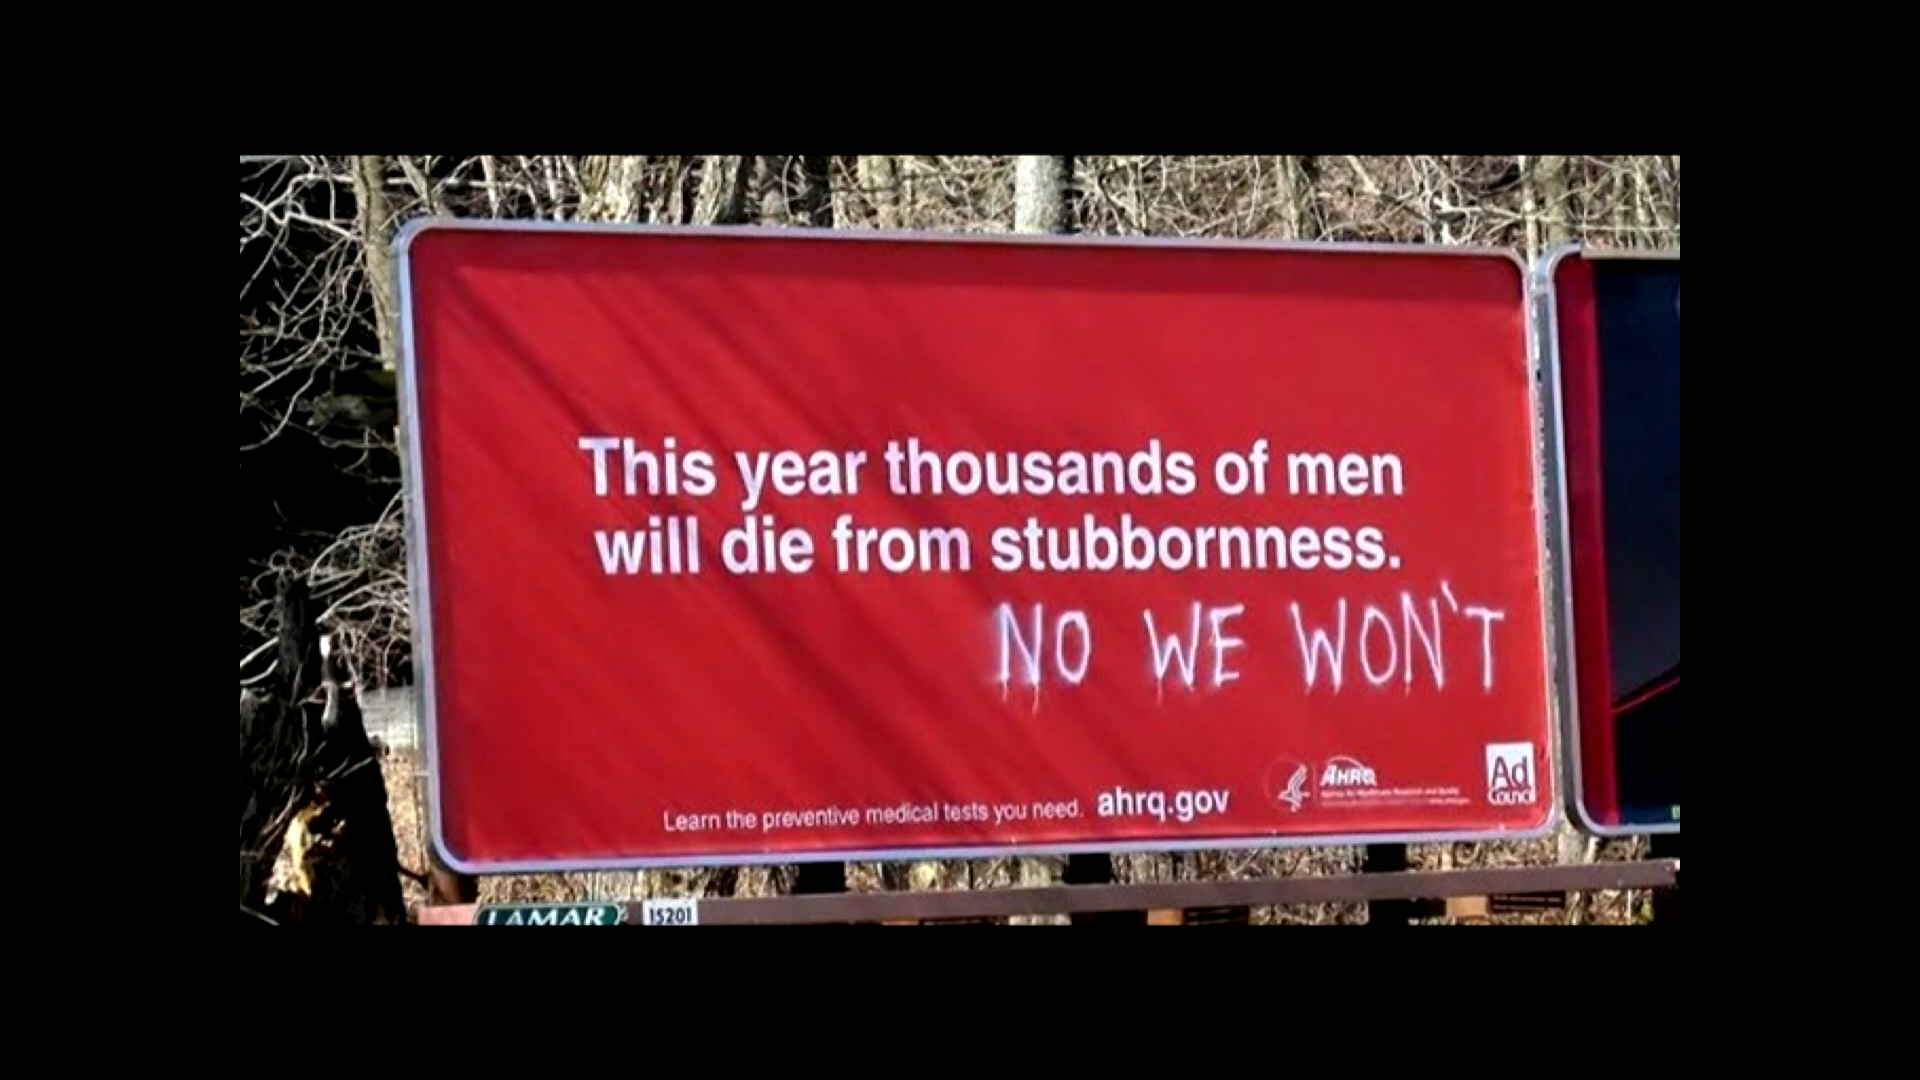 This year thousands of men
will die from stubbornness.
NO WE WON'T
Learn the preventive medical tests you need. ahrq.gov
AHRQ
Ad
Council
LAMAR
15201